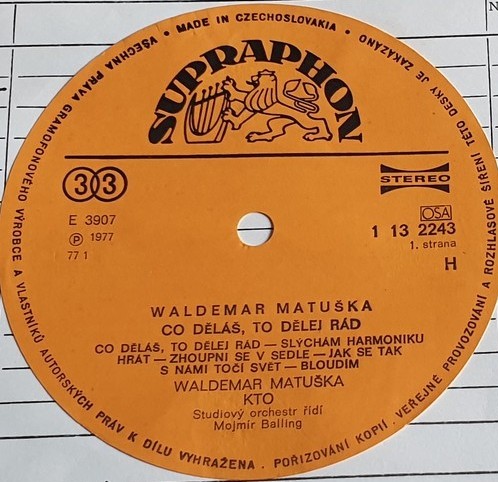 MADE IN CZECHOSLOVAKIA • VŠECHNA PRÁVA GRAMOFONOVÉHO VÝROBCE A VLASTNÍKŮ AUTORSKÝCH PRÁV K DÍLU VYHRAŽENA. POŘIZOVÁNÍ KOPIÍ. VEŘEJNÉ PROVOZOVÁNÍ A ROZHLASOVÉ ŠÍŘENÍ TÉTO DESKY JE ZAKÁZÁNO •
SUPRAPHON
33
STEREO
E 3907
Ⓟ 1977
77 1
OSA
1 13 2243
1. strana
H
WALDEMAR MATUŠKA
CO DĚLÁŠ, TO DĚLEJ RÁD
CO DĚLÁŠ, TO DĚLEJ RÁD — SLÝCHÁM HARMONIKU
HRÁT — ZHOUPNI SE V SEDLE — JAK SE TAK
S NÁMI TOČÍ SVĚT — BLOUDÍM
WALDEMAR MATUŠKA
KTO
Studiový orchestr řídí
Mojmír Balling
N